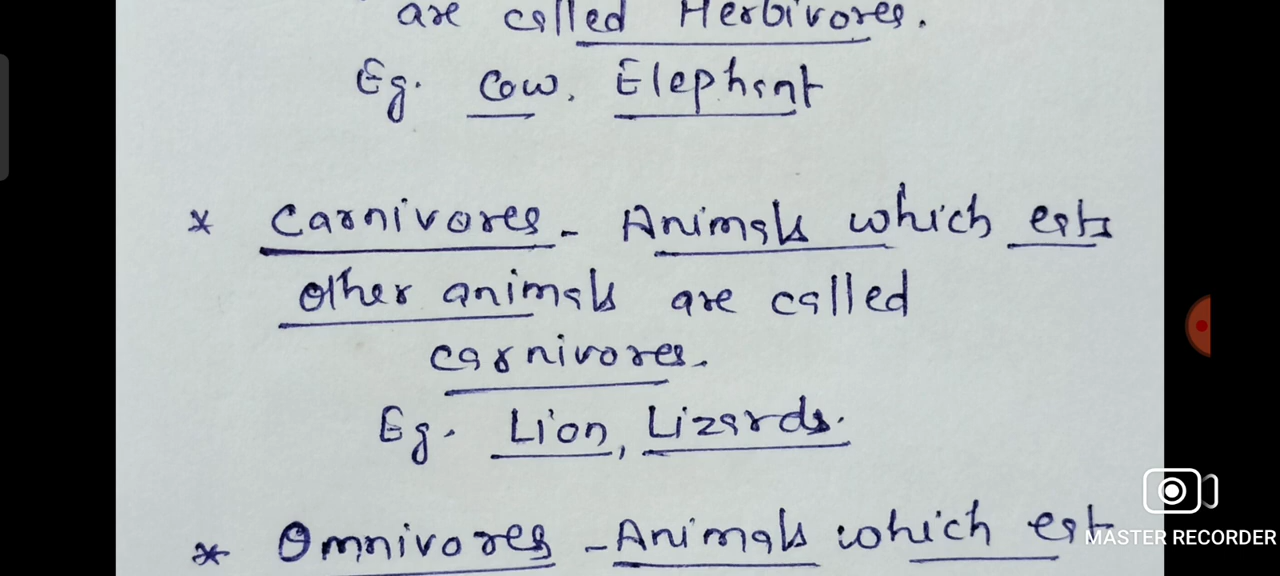 are called Herbivores.
Eg. Cow, Elephant
* Carnivores - Animals which eats
other animals are called
carnivores.
Eg. Lion, Lizards.
* Omnivores - Animals which eat
MASTER RECORDER